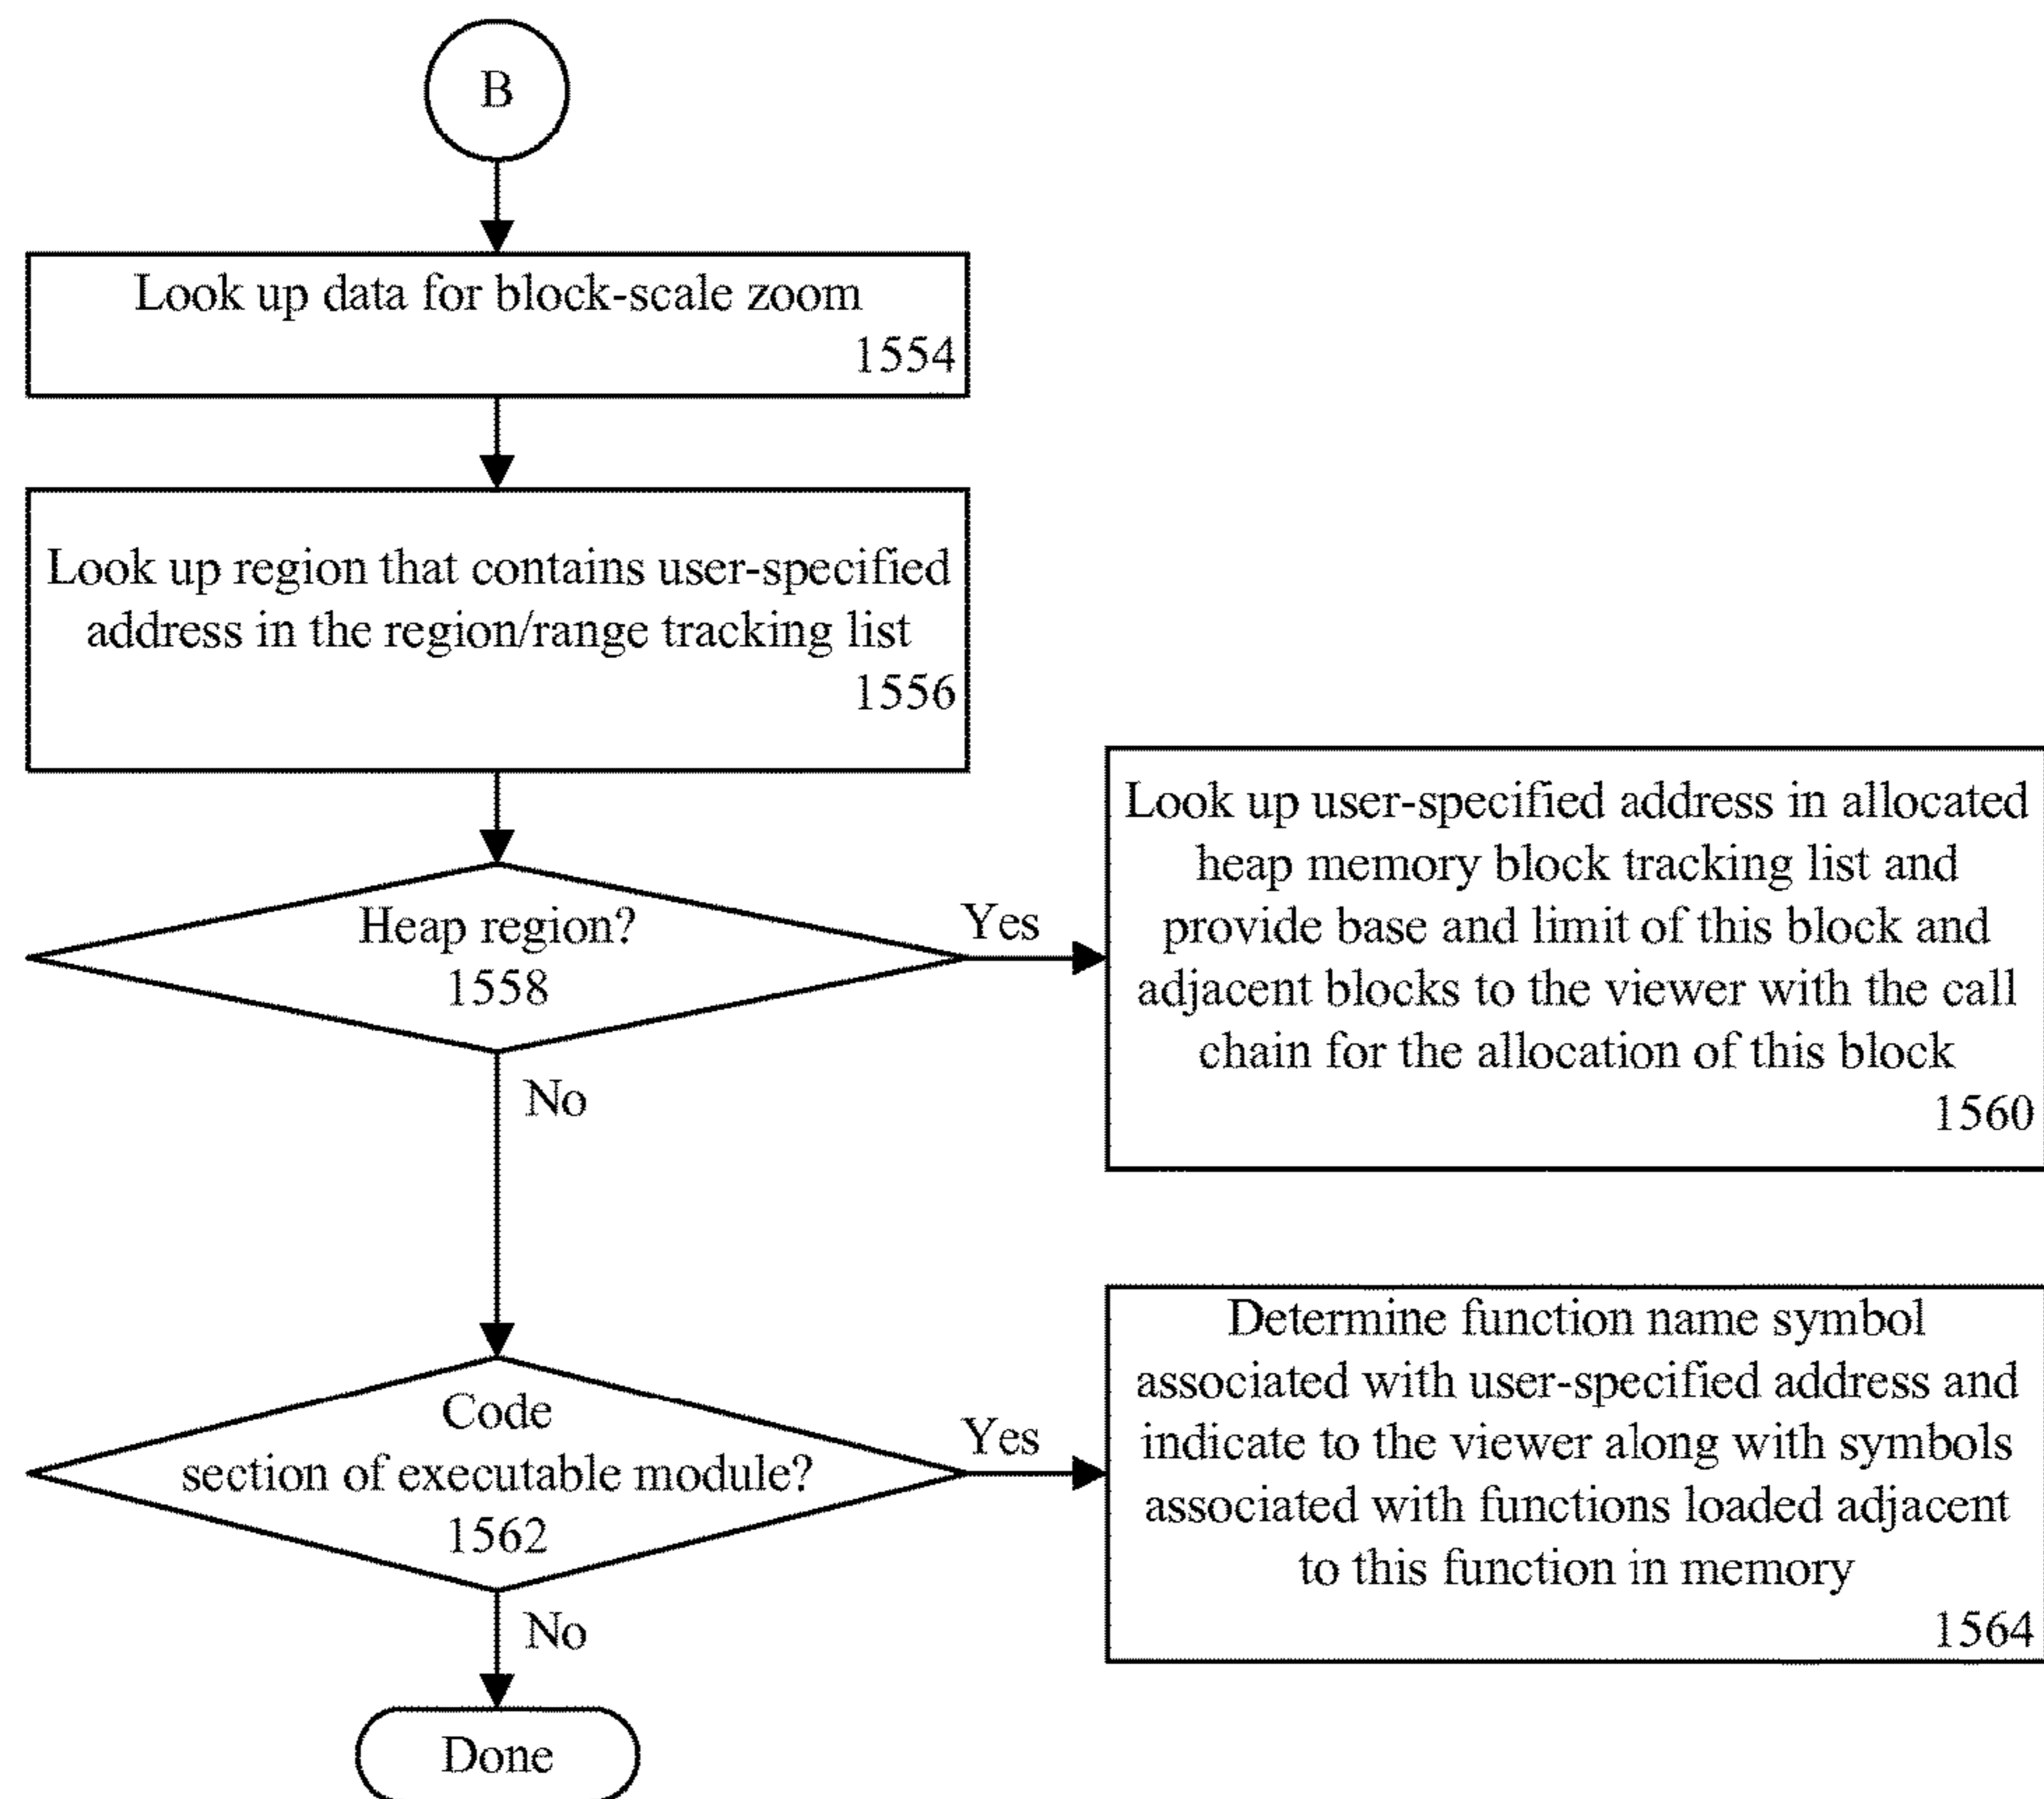 B
Look up data for block-scale zoom
1554
Look up region that contains user-specified
address in the region/range tracking list
1556
Heap region?
1558
Yes
No
Look up user-specified address in allocated
heap memory block tracking list and
provide base and limit of this block and
adjacent blocks to the viewer with the call
chain for the allocation of this block
1560
Code
section of executable module?
1562
Yes
No
Determine function name symbol
associated with user-specified address and
indicate to the viewer along with symbols
associated with functions loaded adjacent
to this function in memory
1564
Done